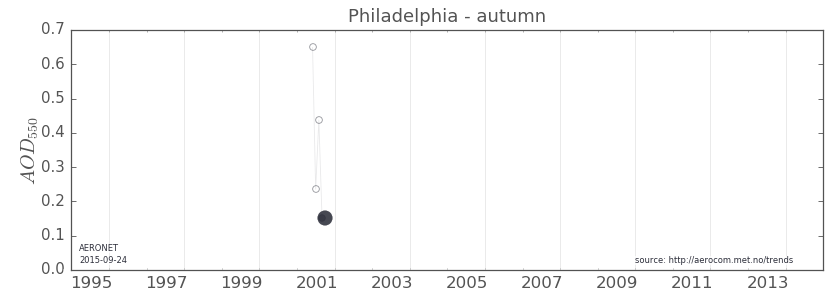 Philadelphia - autumn
0.7
0.6
0.5
0.4
0.3
0.2
0.1
0.0
AOD550
AERONET
2015-09-24
source: http://aerocom.met.no/trends
1995 1997 1999 2001 2003 2005 2007 2009 2011 2013